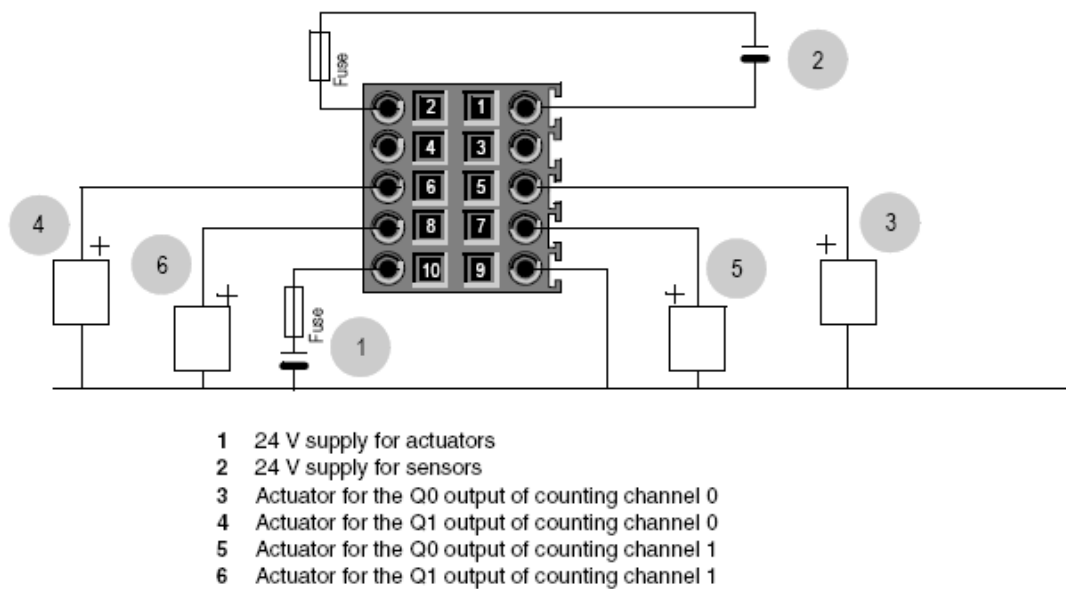 Fuse
2
2 1
4 3
6 5
8 7
10 9
4
+
6
+
Fuse
1
5
+
3
+
1 24 V supply for actuators
2 24 V supply for sensors
3 Actuator for the Q0 output of counting channel 0
4 Actuator for the Q1 output of counting channel 0
5 Actuator for the Q0 output of counting channel 1
6 Actuator for the Q1 output of counting channel 1